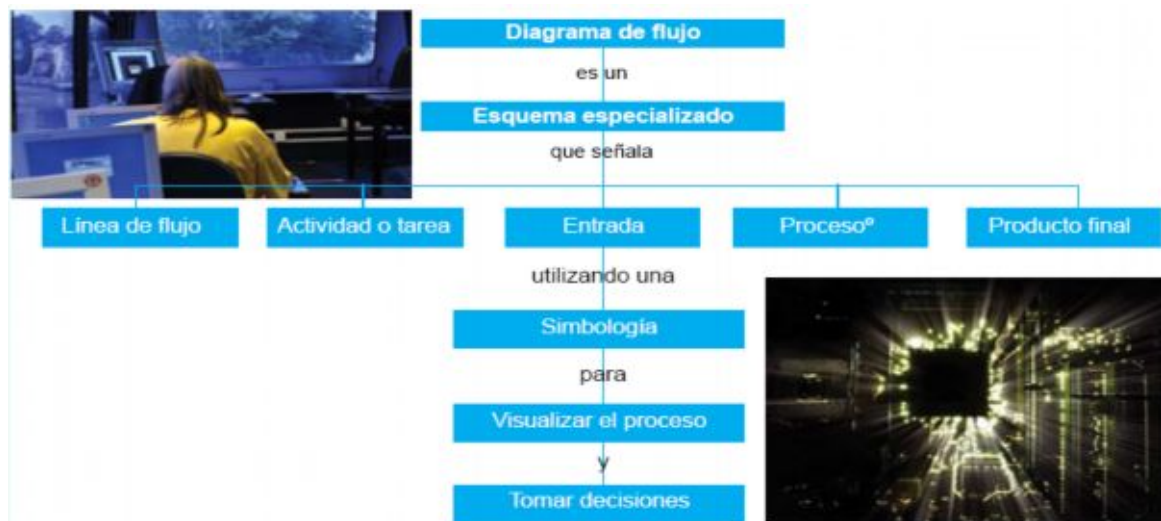 Diagrama de flujo
es un
Esquema especializado
que señala
Línea de flujo
Actividad o tarea
Entrada
Procesoº
Producto final
utilizando una
Simbología
para
Visualizar el proceso
y
Tomar decisiones